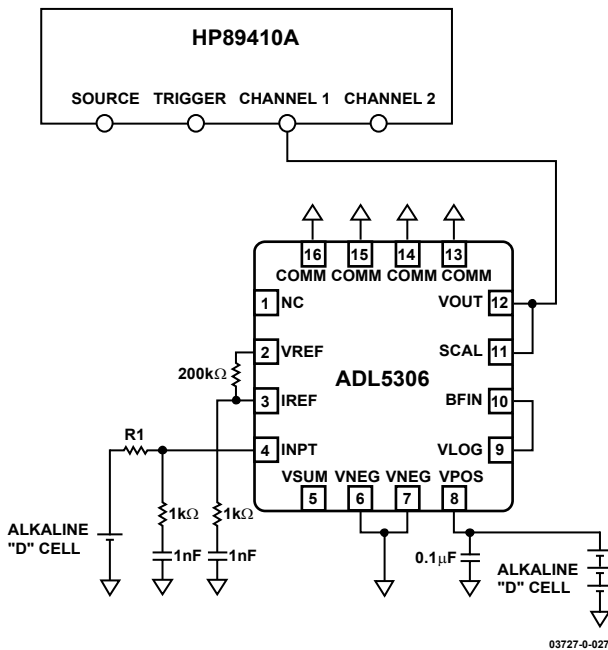 HP89410A
SOURCE TRIGGER CHANNEL 1 CHANNEL 2
16 15 14 13
COMM COMM COMM COMM
1 NC
VOUT 12
2 VREF
200kΩ
SCAL 11
ADL5306
3 IREF
BFIN 10
R1
4 INPT
VLOG 9
VSUM VNEG VNEG VPOS
5 6 7 8
1kΩ 1kΩ
ALKALINE
"D" CELL
1nF 1nF
0.1μF
ALKALINE
"D" CELL
03727-0-027